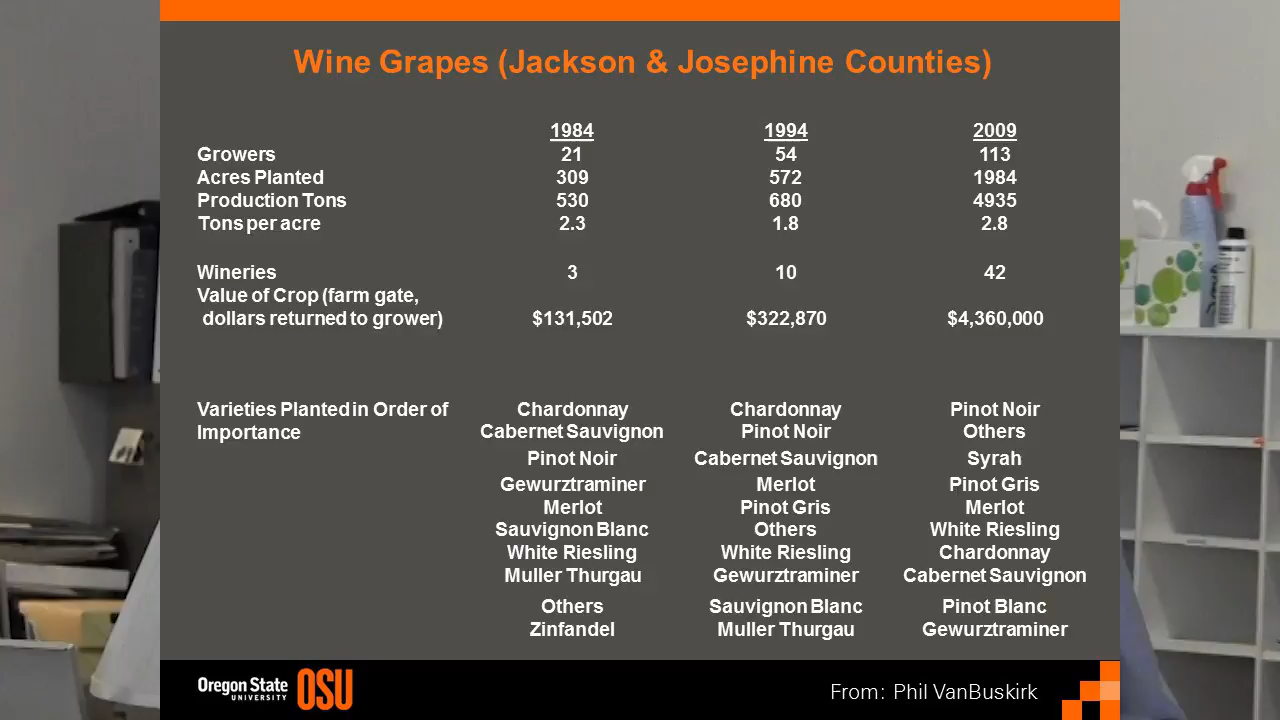 Wine Grapes (Jackson & Josephine Counties)
1984 1994 2009
Growers 21 54 113
Acres Planted 309 572 1984
Production Tons 530 680 4935
Tons per acre 2.3 1.8 2.8
Wineries 3 10 42
Value of Crop (farm gate,
dollars returned to grower) $131,502 $322,870 $4,360,000
Varieties Planted in Order of Chardonnay Chardonnay Pinot Noir
Importance Cabernet Sauvignon Pinot Noir Others
Pinot Noir Cabernet Sauvignon Syrah
Gewurztraminer Merlot Pinot Gris
Merlot Pinot Gris Merlot
Sauvignon Blanc Others White Riesling
White Riesling White Riesling Chardonnay
Muller Thurgau Gewurztraminer Cabernet Sauvignon
Others Sauvignon Blanc Pinot Blanc
Zinfandel Muller Thurgau Gewurztraminer
Oregon State
UNIVERSITY
OSU
From: Phil VanBuskirk